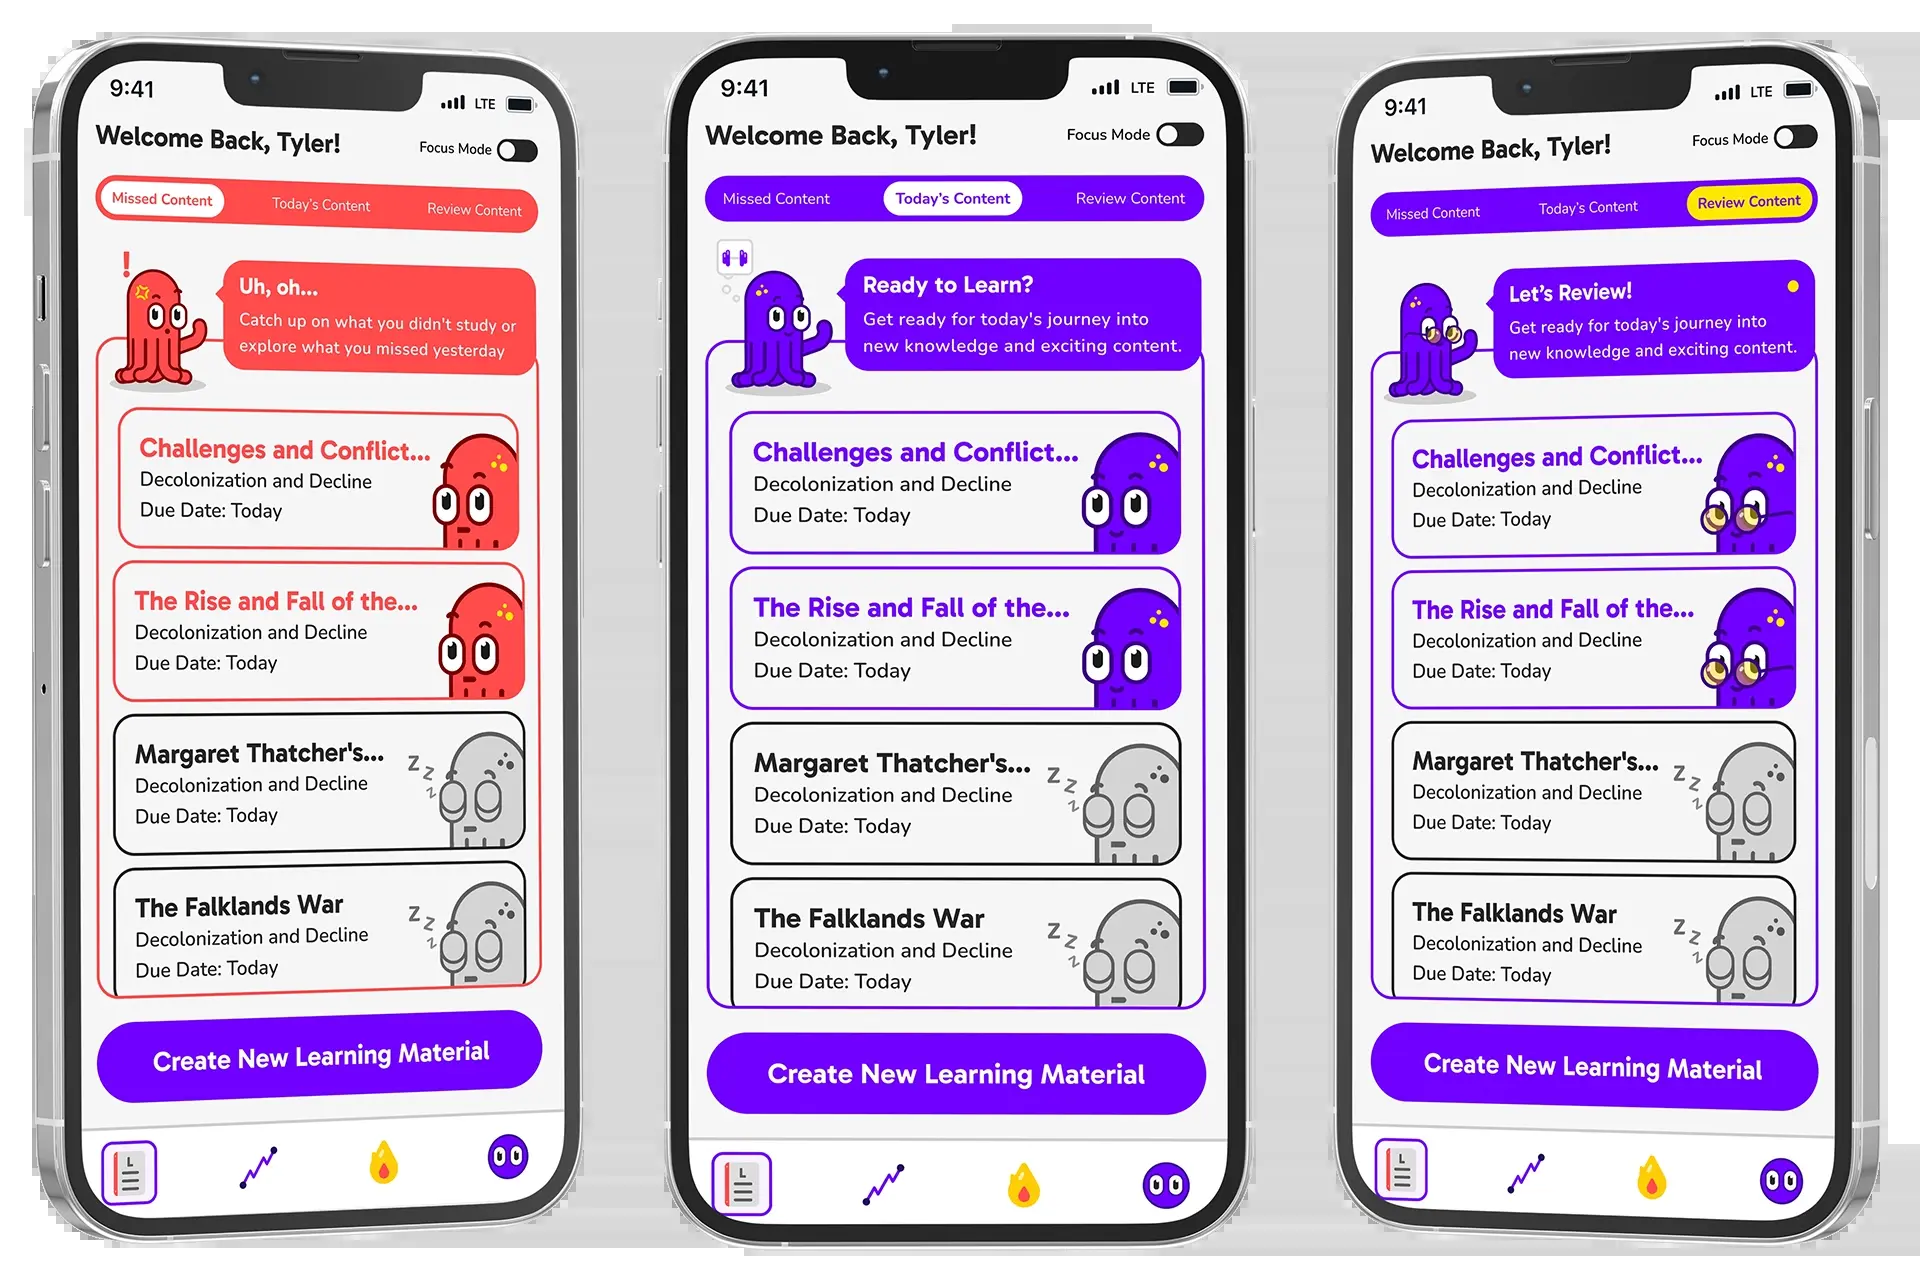 9:41
LTE
Welcome Back, Tyler!
Focus Mode
Missed Content
Today's Content
Review Content
!
Uh, oh...
Catch up on what you didn't study or
explore what you missed yesterday
Challenges and Conflict...
Decolonization and Decline
Due Date: Today
The Rise and Fall of the...
Decolonization and Decline
Due Date: Today
Margaret Thatcher's...
Decolonization and Decline
Due Date: Today
Z Z Z
The Falklands War
Decolonization and Decline
Due Date: Today
Z Z Z
Create New Learning Material
L
9:41
LTE
Welcome Back, Tyler!
Focus Mode
Missed Content
Today's Content
Review Content
Ready to Learn?
Get ready for today's journey into
new knowledge and exciting content.
Challenges and Conflict...
Decolonization and Decline
Due Date: Today
The Rise and Fall of the...
Decolonization and Decline
Due Date: Today
Margaret Thatcher's...
Decolonization and Decline
Due Date: Today
Z Z Z
The Falklands War
Decolonization and Decline
Due Date: Today
Z Z Z
Create New Learning Material
L
9:41
LTE
Welcome Back, Tyler!
Focus Mode
Missed Content
Today's Content
Review Content
Let's Review!
Get ready for today's journey into
new knowledge and exciting content.
Challenges and Conflict...
Decolonization and Decline
Due Date: Today
The Rise and Fall of the...
Decolonization and Decline
Due Date: Today
Margaret Thatcher's...
Decolonization and Decline
Due Date: Today
Z Z Z
The Falklands War
Decolonization and Decline
Due Date: Today
Z Z Z
Create New Learning Material
L